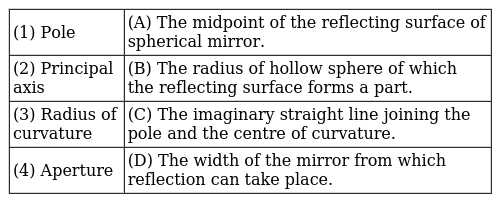 (1) Pole
(A) The midpoint of the reflecting surface of
spherical mirror.
(2) Principal
axis
(B) The radius of hollow sphere of which
the reflecting surface forms a part.
(3) Radius of
curvature
(C) The imaginary straight line joining the
pole and the centre of curvature.
(4) Aperture
(D) The width of the mirror from which
reflection can take place.